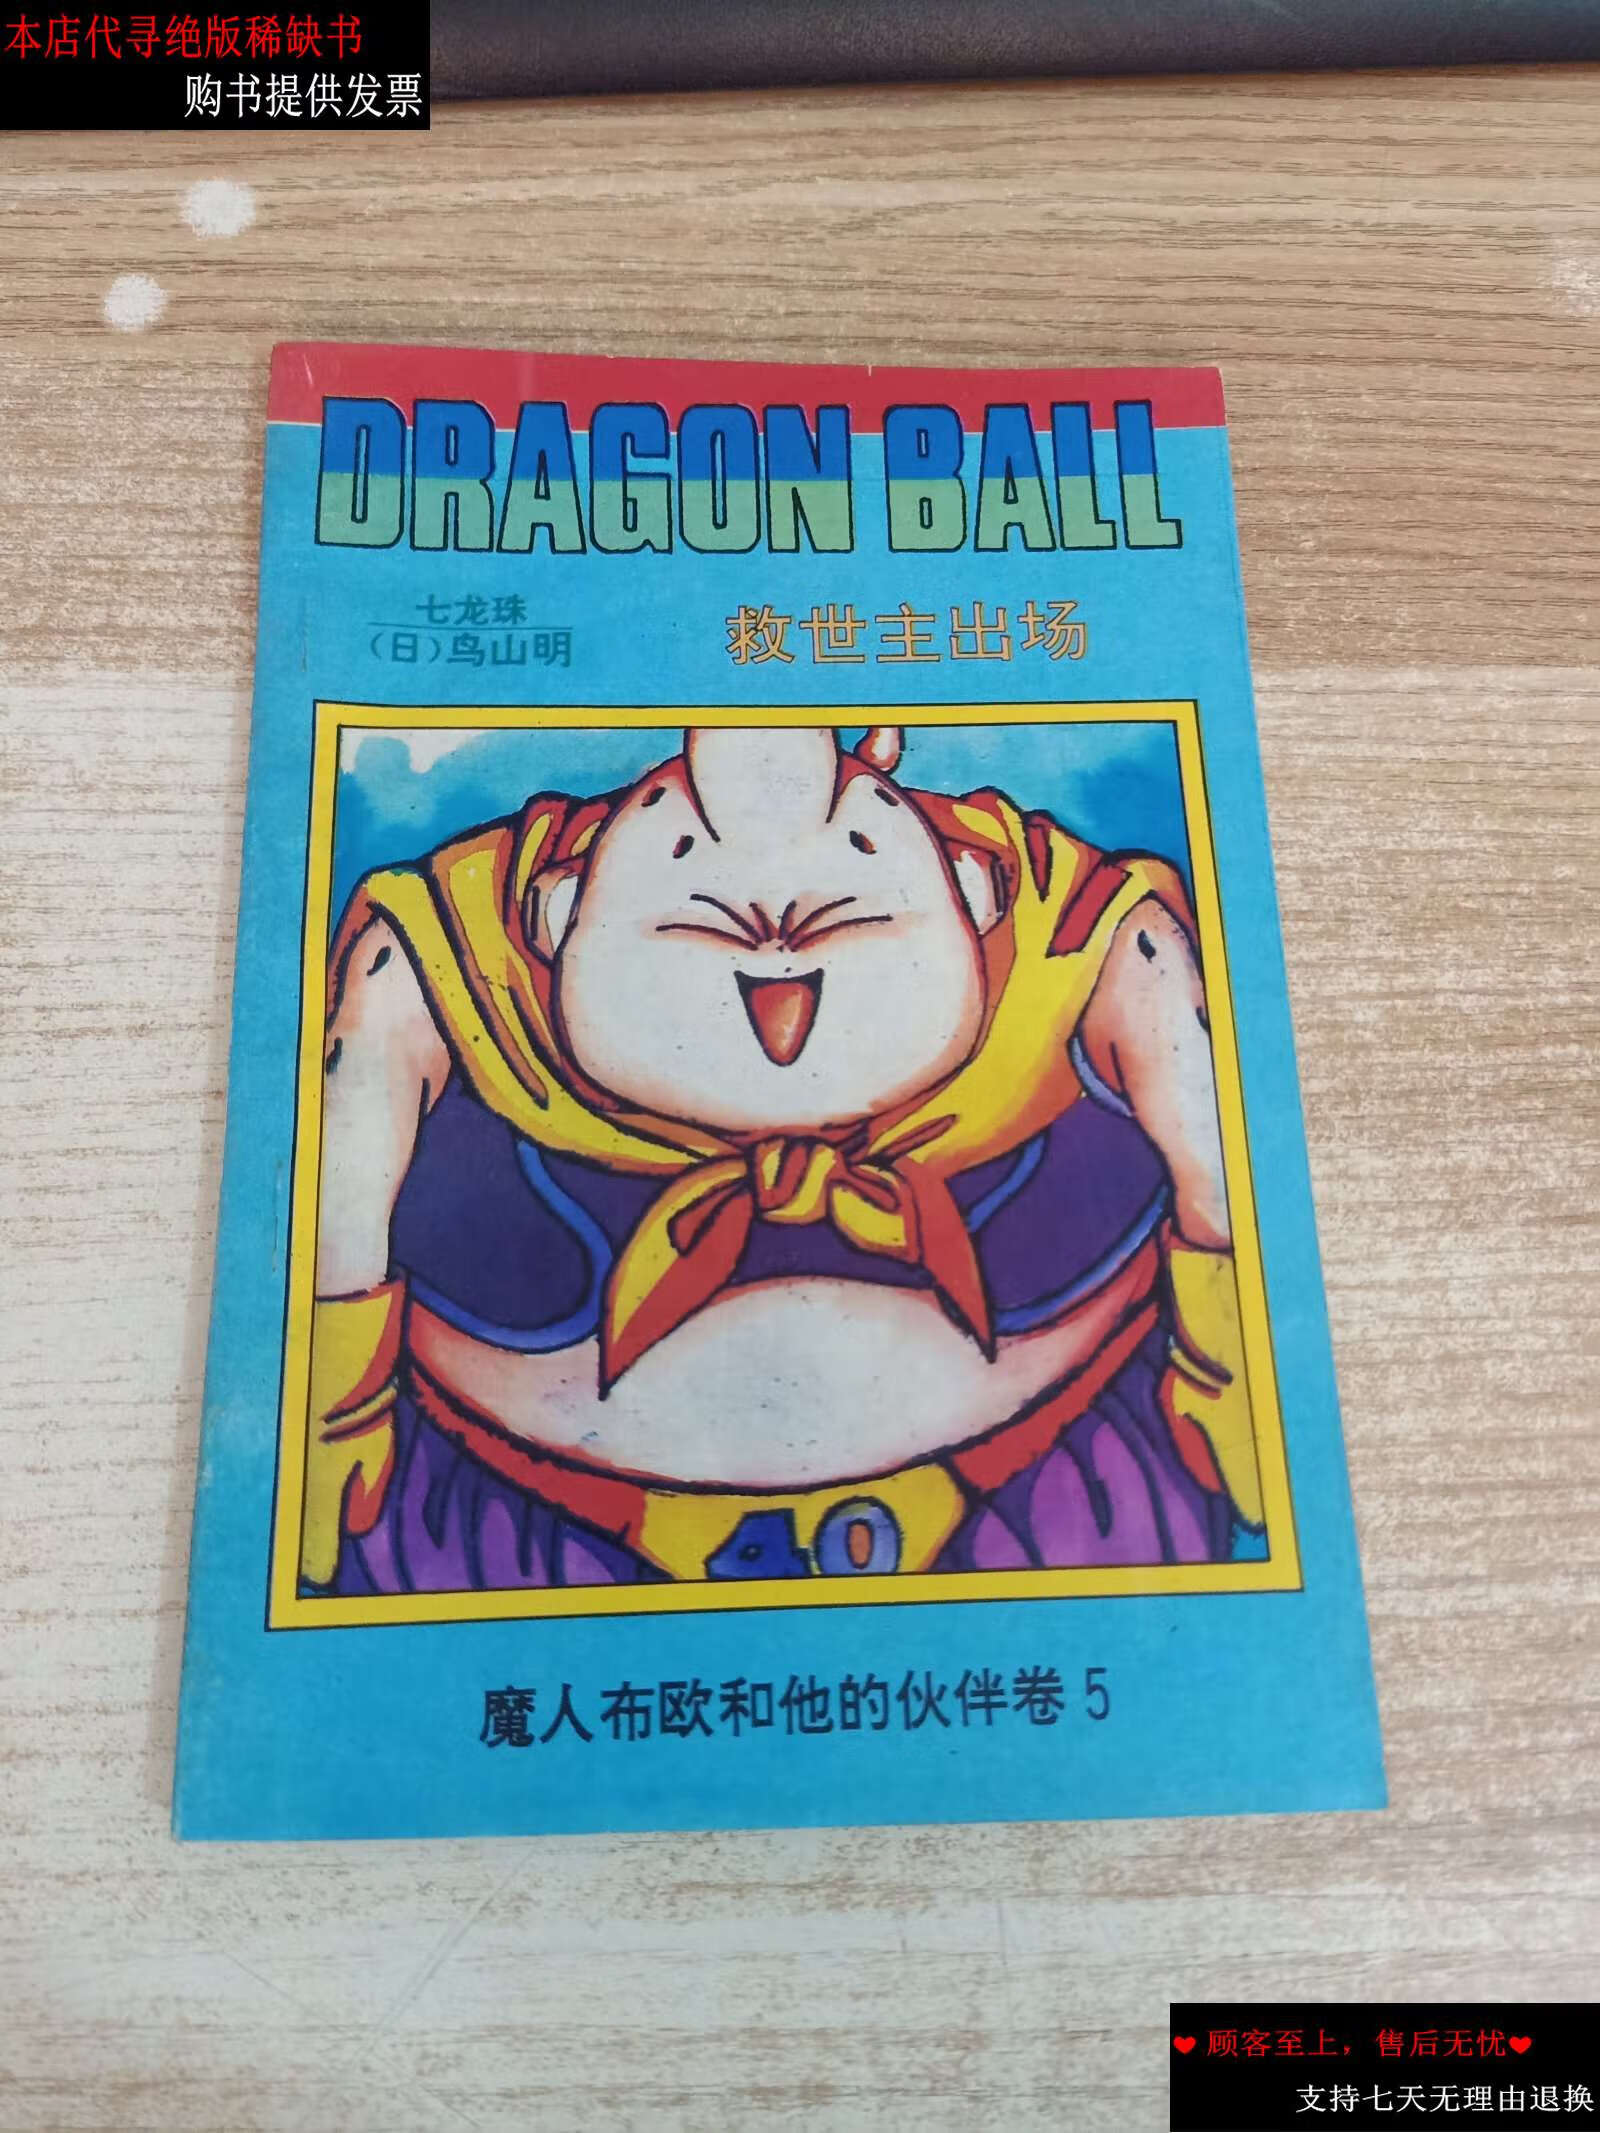 本店代寻绝版稀缺书
购书提供发票
DRAGON BALL
七龙珠
(日)鸟山明
救世主出场
40
魔人布欧和他的伙伴卷5
❤顾客至上，售后无忧❤
支持七天无理由退换